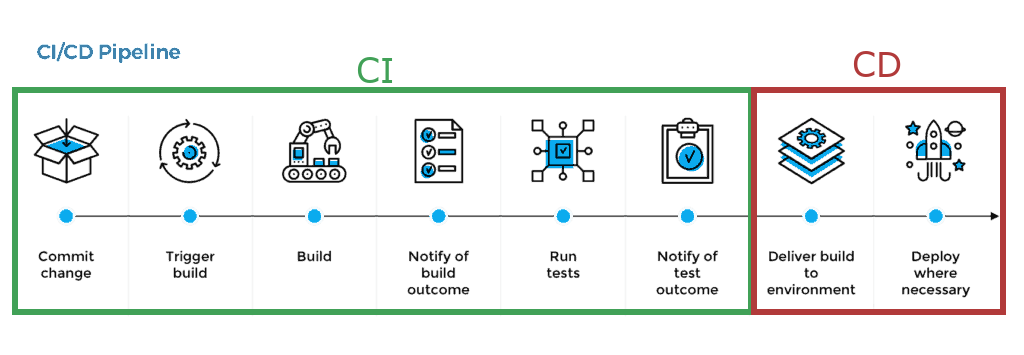 CI/CD Pipeline
CI
CD
Commit
change
Trigger
build
Build
Notify of
build
outcome
Run
tests
Notify of
test
outcome
Deliver build
to
environment
Deploy
where
necessary